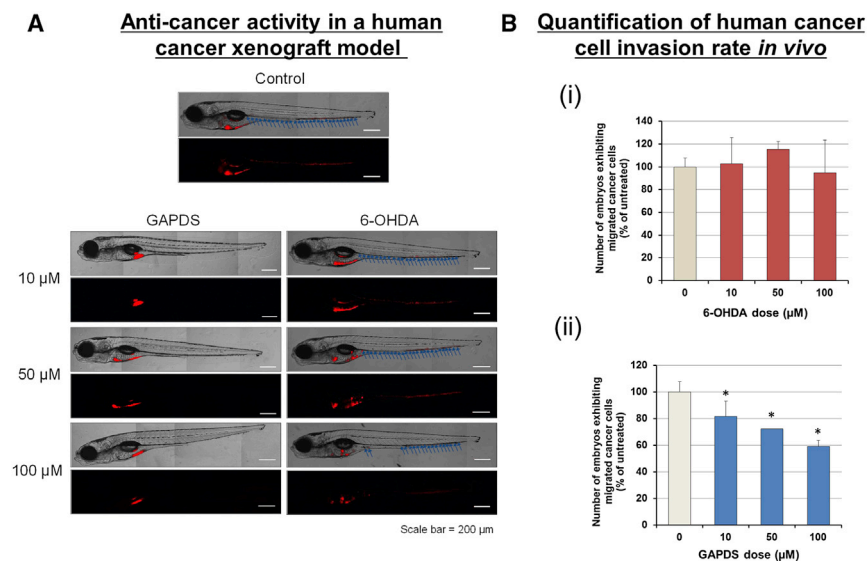 A
Anti-cancer activity in a human
cancer xenograft model
Control
GAPDS
6-OHDA
10 µM
50 µM
100 µM
Scale bar = 200 µm
B
Quantification of human cancer
cell invasion rate in vivo
(i)
Number of embryos exhibiting
migrated cancer cells
(% of untreated)
140
120
100
80
60
40
20
0
0
10
50
100
6-OHDA dose (µM)
(ii)
Number of embryos exhibiting
migrated cancer cells
(% of untreated)
120
100
80
60
40
20
0
*
*
*
0
10
50
100
GAPDS dose (µM)